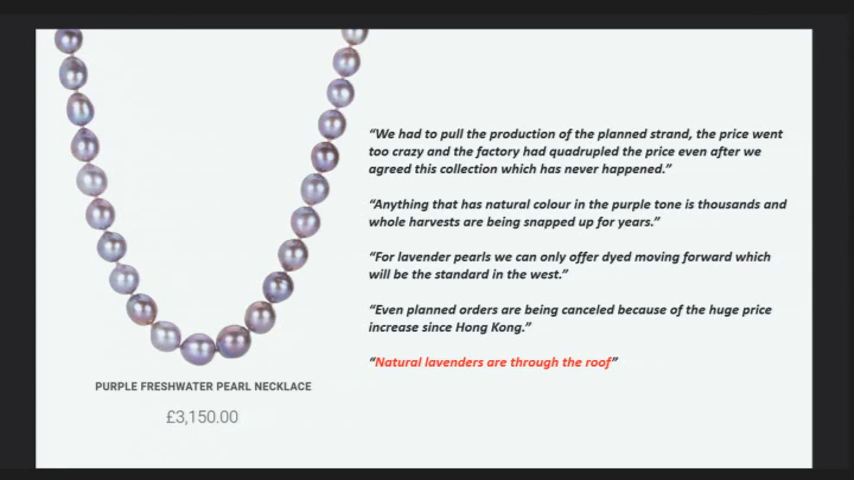 “We had to pull the production of the planned strand, the price went
too crazy and the factory had quadrupled the price even after we
agreed this collection which has never happened.”
“Anything that has natural colour in the purple tone is thousands and
whole harvests are being snapped up for years.”
“For lavender pearls we can only offer dyed moving forward which
will be the standard in the west.”
“Even planned orders are being canceled because of the huge price
increase since Hong Kong.”
“Natural lavenders are through the roof”
PURPLE FRESHWATER PEARL NECKLACE
£3,150.00